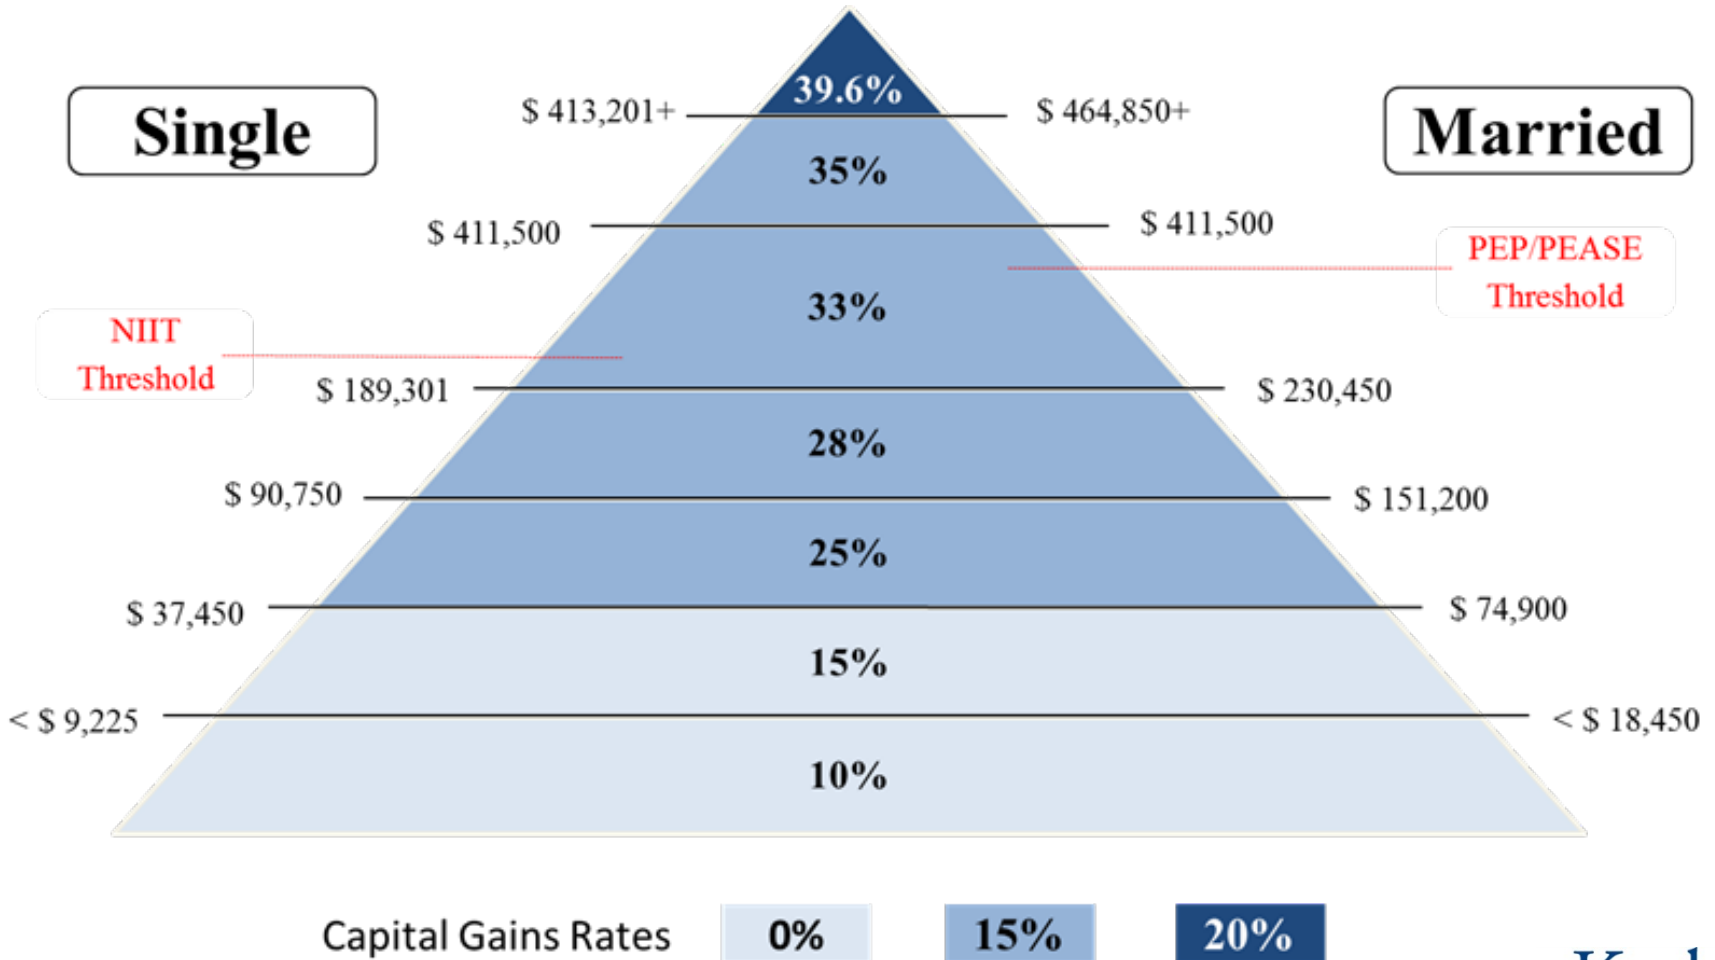 39.6%
$ 413,201+
$ 464,850+
Single
Married
35%
$ 411,500
$ 411,500
PEP/PEASE
Threshold
33%
NIIT
Threshold
$ 189,301
$ 230,450
28%
$ 90,750
$ 151,200
25%
$ 37,450
$ 74,900
15%
< $ 9,225
< $ 18,450
10%
Capital Gains Rates 0% 15% 20%